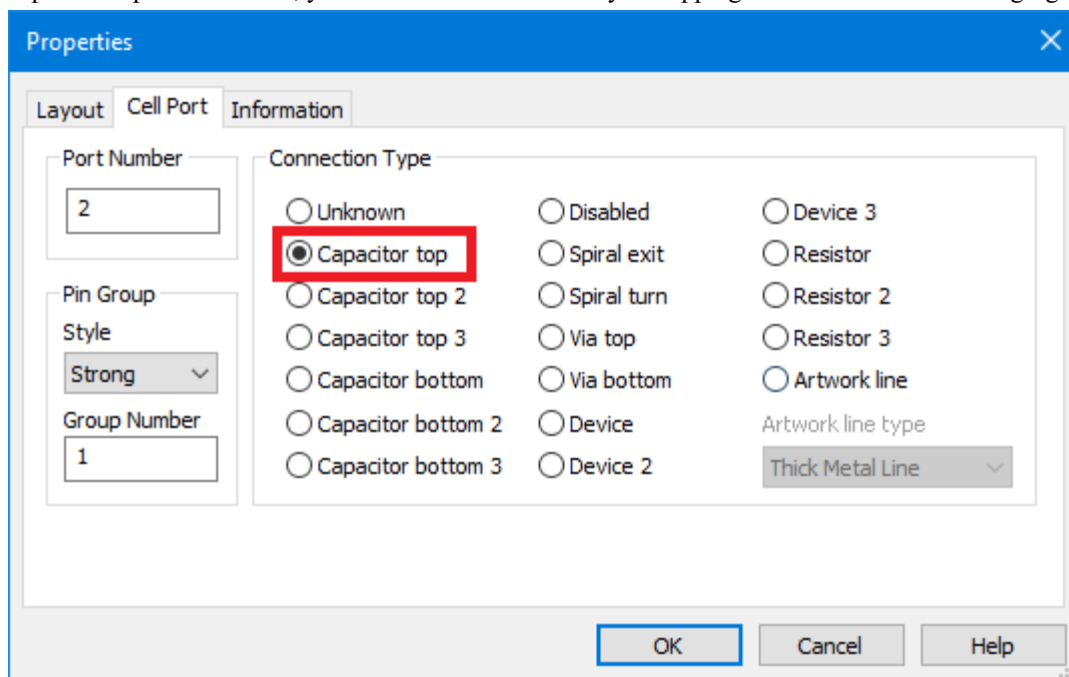 Properties
Layout Cell Port Information
Port Number
2
Pin Group
Style
Strong
Group Number
1
Connection Type
Unknown
Capacitor top
Capacitor top 2
Capacitor top 3
Capacitor bottom
Capacitor bottom 2
Capacitor bottom 3
Disabled
Spiral exit
Spiral turn
Via top
Via bottom
Device
Device 2
Device 3
Resistor
Resistor 2
Resistor 3
Artwork line
Artwork line type
Thick Metal Line
OK Cancel Help